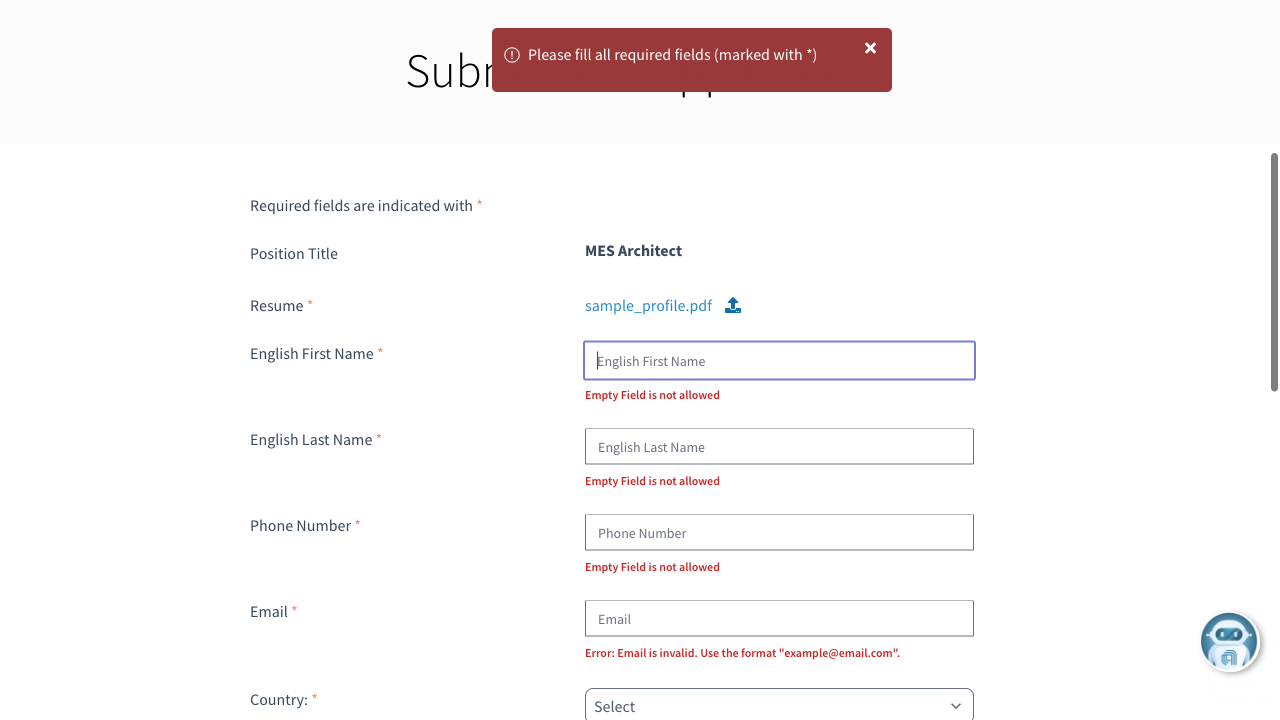 Please fill all required fields (marked with *)
Required fields are indicated with *
Position Title
MES Architect
Resume *
sample_profile.pdf
English First Name *
English First Name
Empty Field is not allowed
English Last Name *
English Last Name
Empty Field is not allowed
Phone Number *
Phone Number
Empty Field is not allowed
Email *
Email
Error: Email is invalid. Use the format "example@email.com".
Country: *
Select